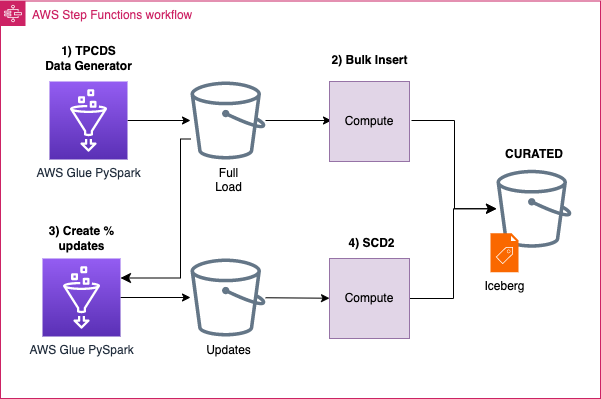 AWS Step Functions workflow
1) TPCDS
Data Generator
2) Bulk Insert
Compute
AWS Glue PySpark
Full
Load
CURATED
3) Create %
updates
4) SCD2
Compute
Iceberg
AWS Glue PySpark
Updates